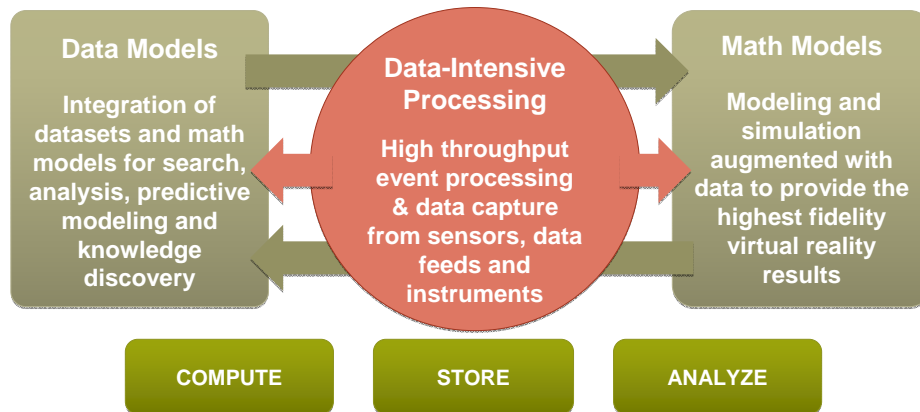 Data Models
Integration of
datasets and math
models for search,
analysis, predictive
modeling and
knowledge
discovery
Data-Intensive
Processing
High throughput
event processing
& data capture
from sensors, data
feeds and
instruments
Math Models
Modeling and
simulation
augmented with
data to provide the
highest fidelity
virtual reality
results
COMPUTE
STORE
ANALYZE